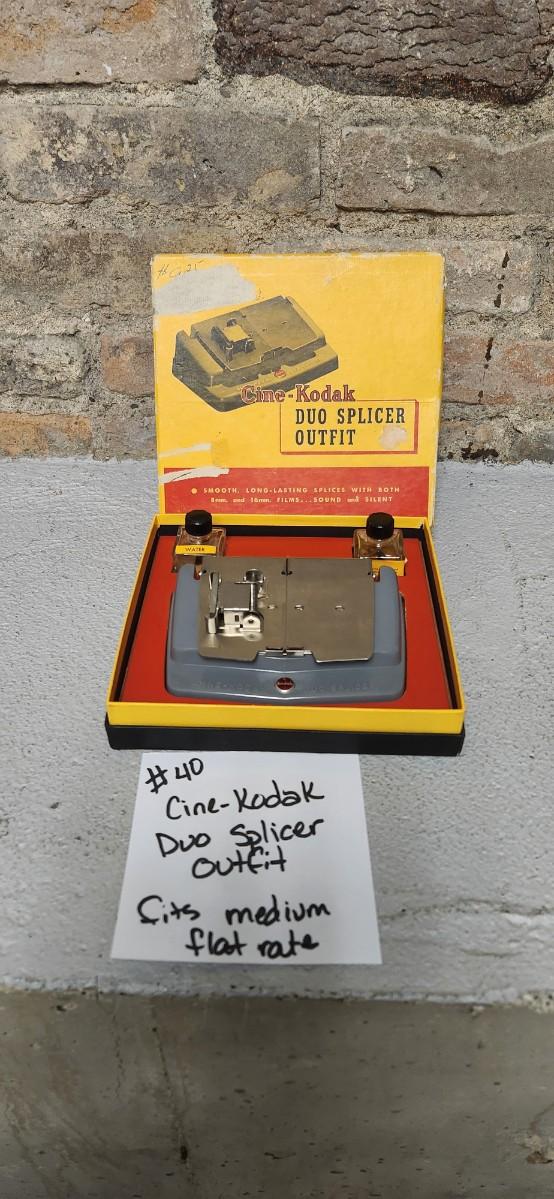 Cine-Kodak
DUO SPLICER
OUTFIT
● SMOOTH, LONG-LASTING SPLICES WITH BOTH
8mm. and 16mm. FILMS...SOUND and SILENT
WATER
#40
Cine-Kodak
Duo Splicer
Outfit
fits medium
flat rate